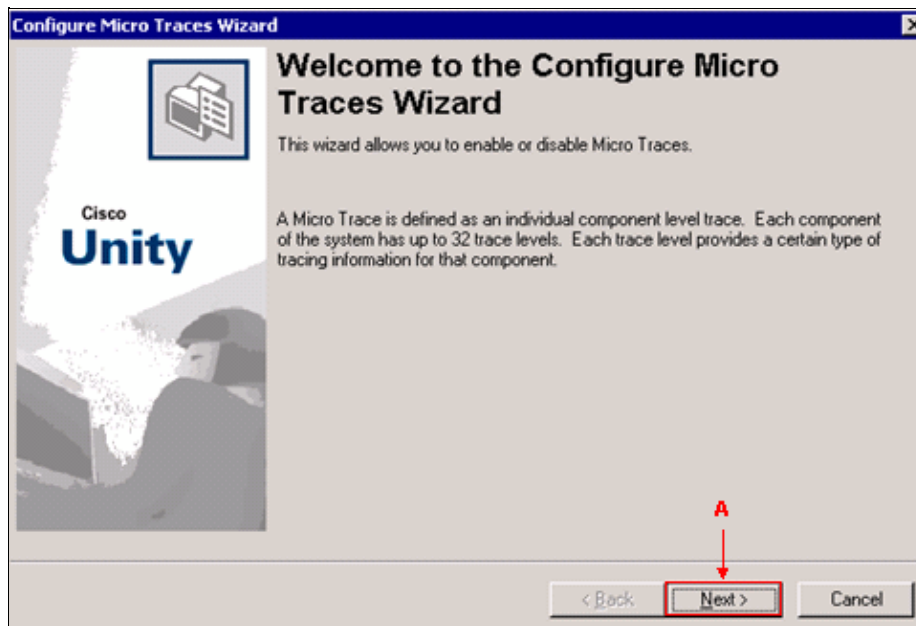 Configure Micro Traces Wizard
Welcome to the Configure Micro
Traces Wizard
This wizard allows you to enable or disable Micro Traces.
Cisco
Unity
A Micro Trace is defined as an individual component level trace. Each component
of the system has up to 32 trace levels. Each trace level provides a certain type of
tracing information for that component.
A
< Back
Next >
Cancel